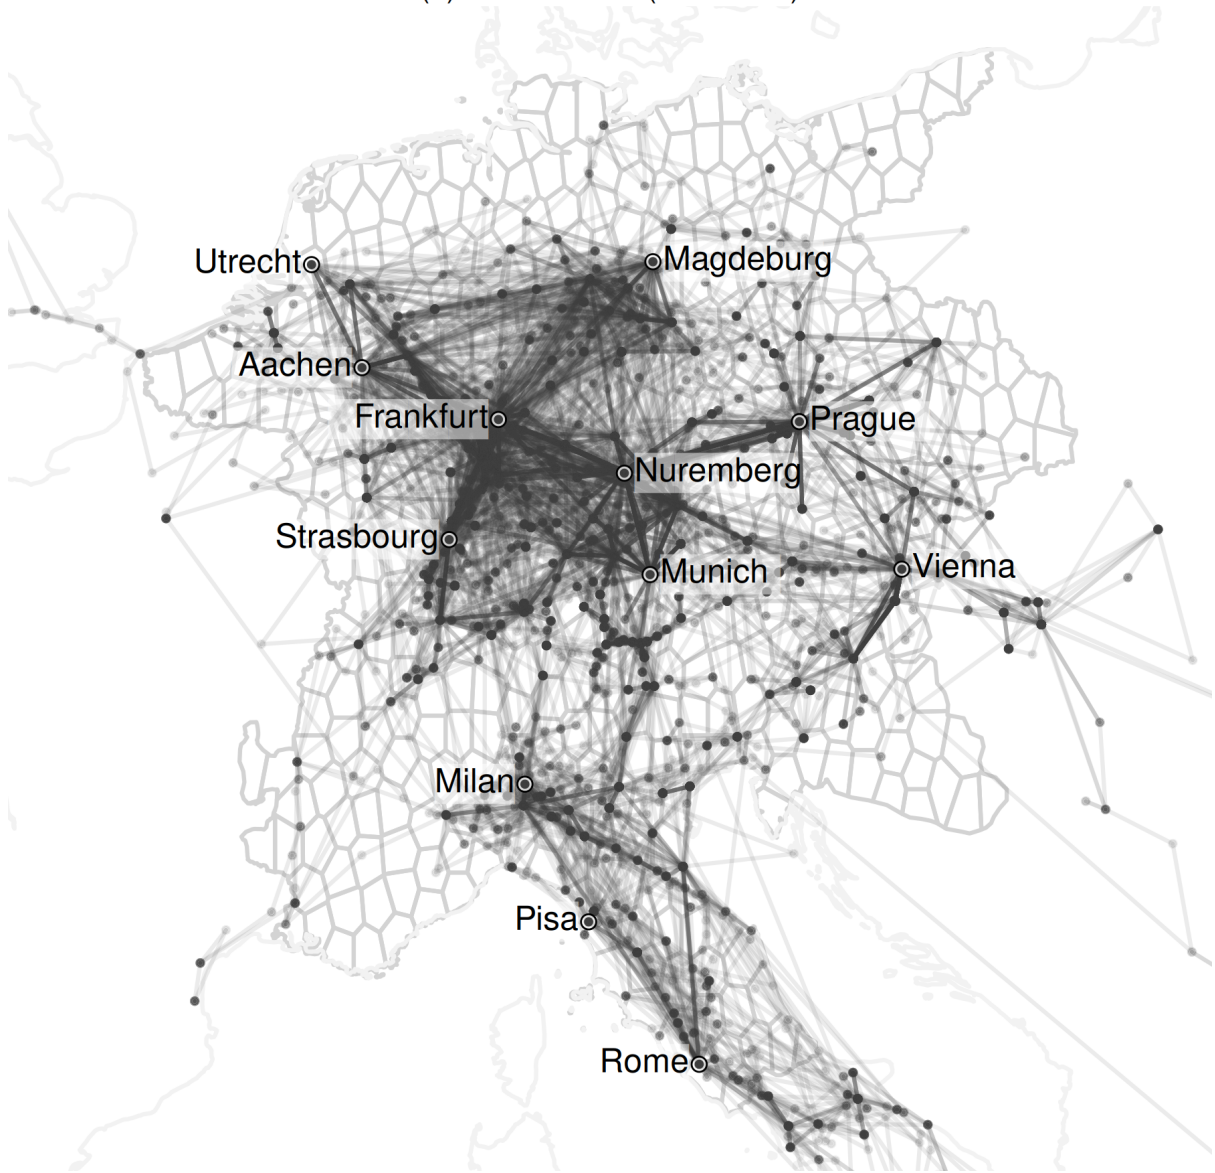 Utrecht
Magdeburg
Aachen
Frankfurt
Prague
Nuremberg
Strasbourg
Munich
Vienna
Milan
Pisa
Rome